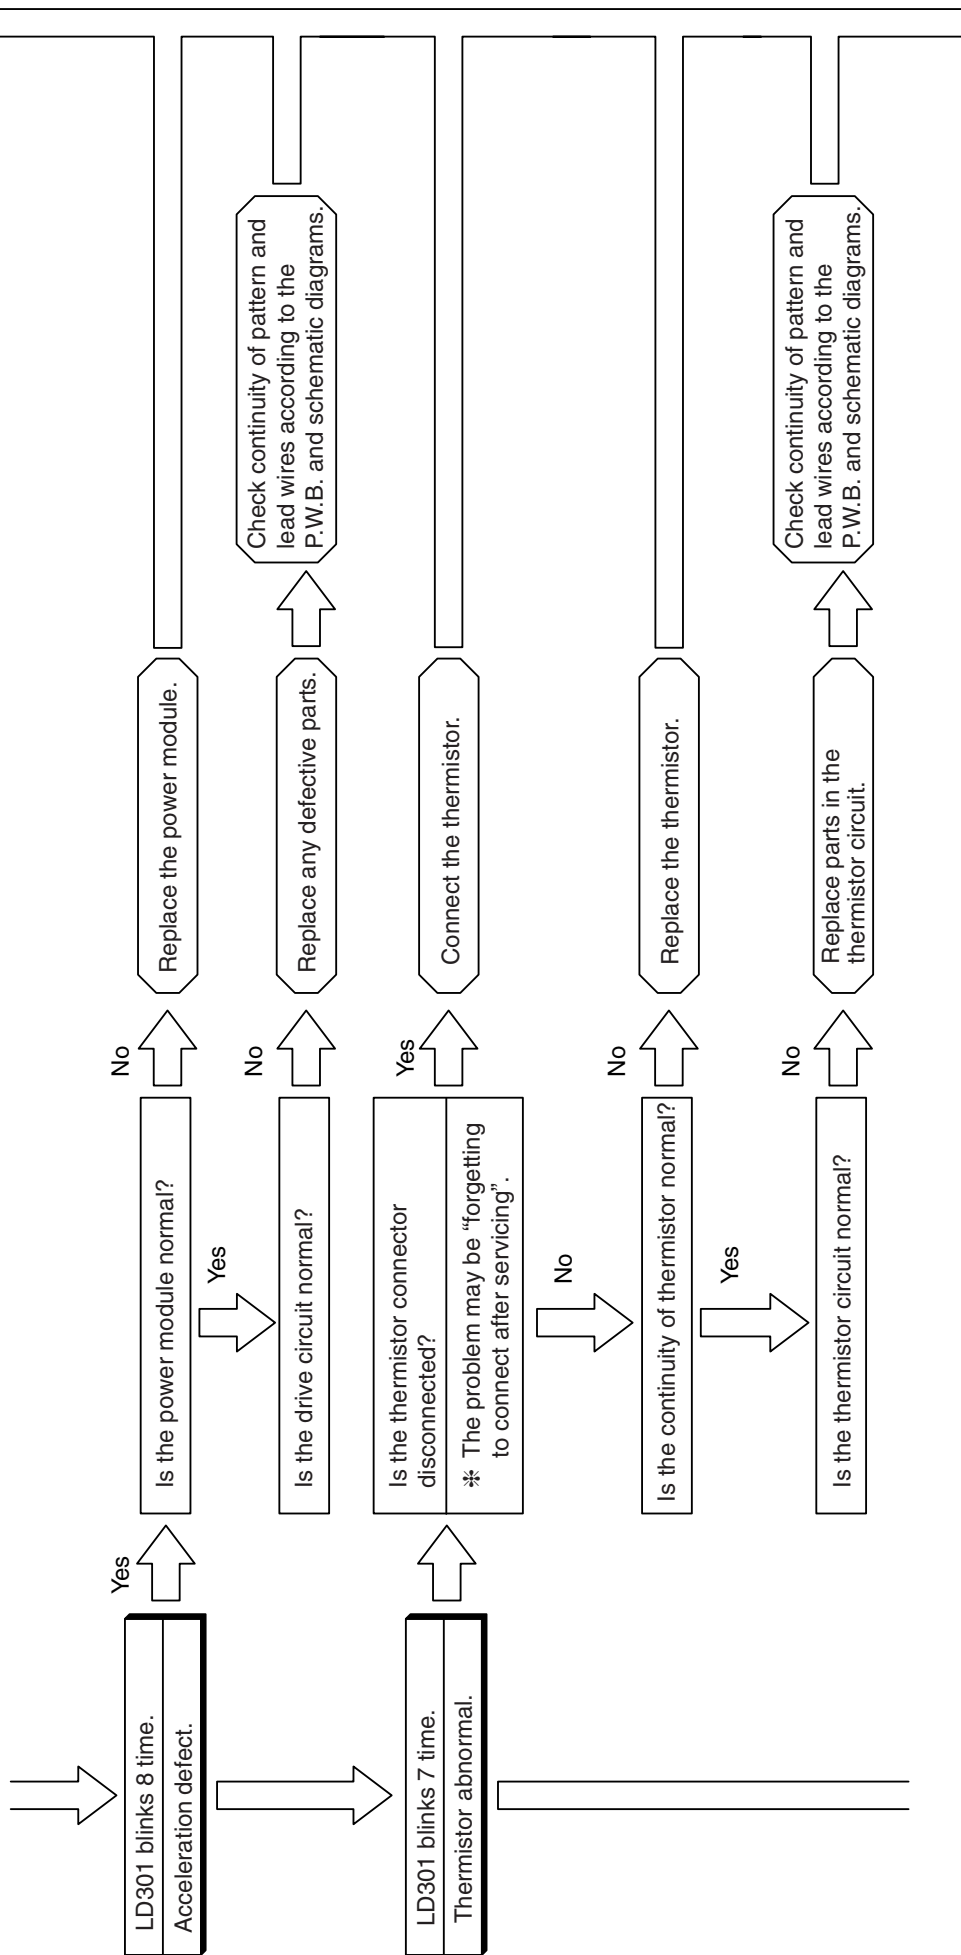 LD301 blinks 8 time.
Acceleration defect.
Yes
Is the power module normal?
No
Replace the power module.
Yes
Is the drive circuit normal?
No
Replace any defective parts.
Check continuity of pattern and
lead wires according to the
P.W.B. and schematic diagrams.
LD301 blinks 7 time.
Thermistor abnormal.
Is the thermistor connector
disconnected?
❉ The problem may be “forgetting
to connect after servicing”.
Yes
Connect the thermistor.
No
Is the continuity of thermistor normal?
No
Replace the thermistor.
Yes
Is the thermistor circuit normal?
No
Replace parts in the
thermistor circuit.
Check continuity of pattern and
lead wires according to the
P.W.B. and schematic diagrams.